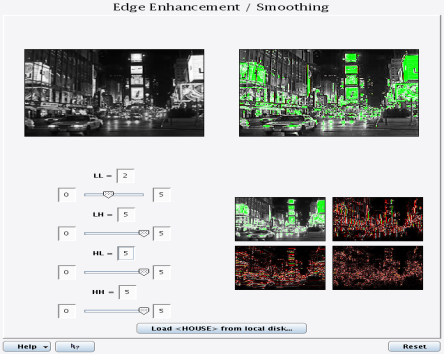 Edge Enhancement / Smoothing
LL = 2
0 5
LH = 5
0 5
HL = 5
0 5
HH = 5
0 5
Load <HOUSE> from local disk...
Help ?
Reset